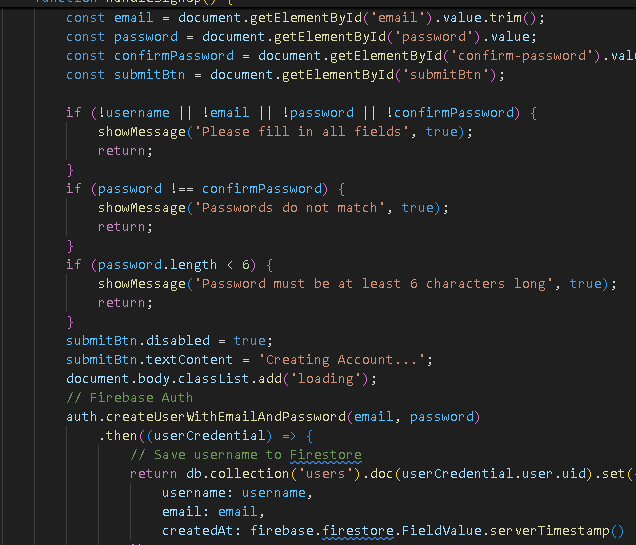 function handleSignup() {
const email = document.getElementById('email').value.trim();
const password = document.getElementById('password').value;
const confirmPassword = document.getElementById('confirm-password').valu
const submitBtn = document.getElementById('submitBtn');
if (!username || !email || !password || !confirmPassword) {
showMessage('Please fill in all fields', true);
return;
}
if (password !== confirmPassword) {
showMessage('Passwords do not match', true);
return;
}
if (password.length < 6) {
showMessage('Password must be at least 6 characters long', true);
return;
}
submitBtn.disabled = true;
submitBtn.textContent = 'Creating Account...';
document.body.classList.add('loading');
// Firebase Auth
auth.createUserWithEmailAndPassword(email, password)
.then((userCredential) => {
// Save username to Firestore
return db.collection('users').doc(userCredential.user.uid).set({
username: username,
email: email,
createdAt: firebase.firestore.FieldValue.serverTimestamp()